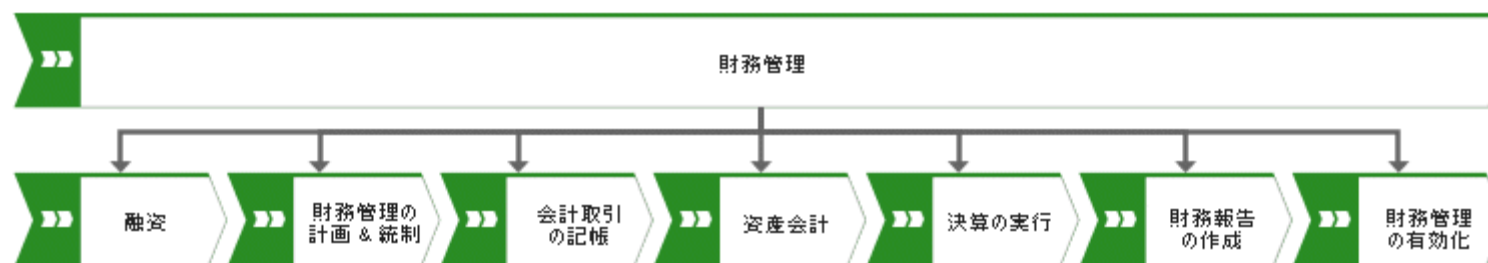 財務管理
融資
財務管理の
計画 & 統制
会計取引
の記帳
資産会計
決算の実行
財務報告
の作成
財務管理
の有効化